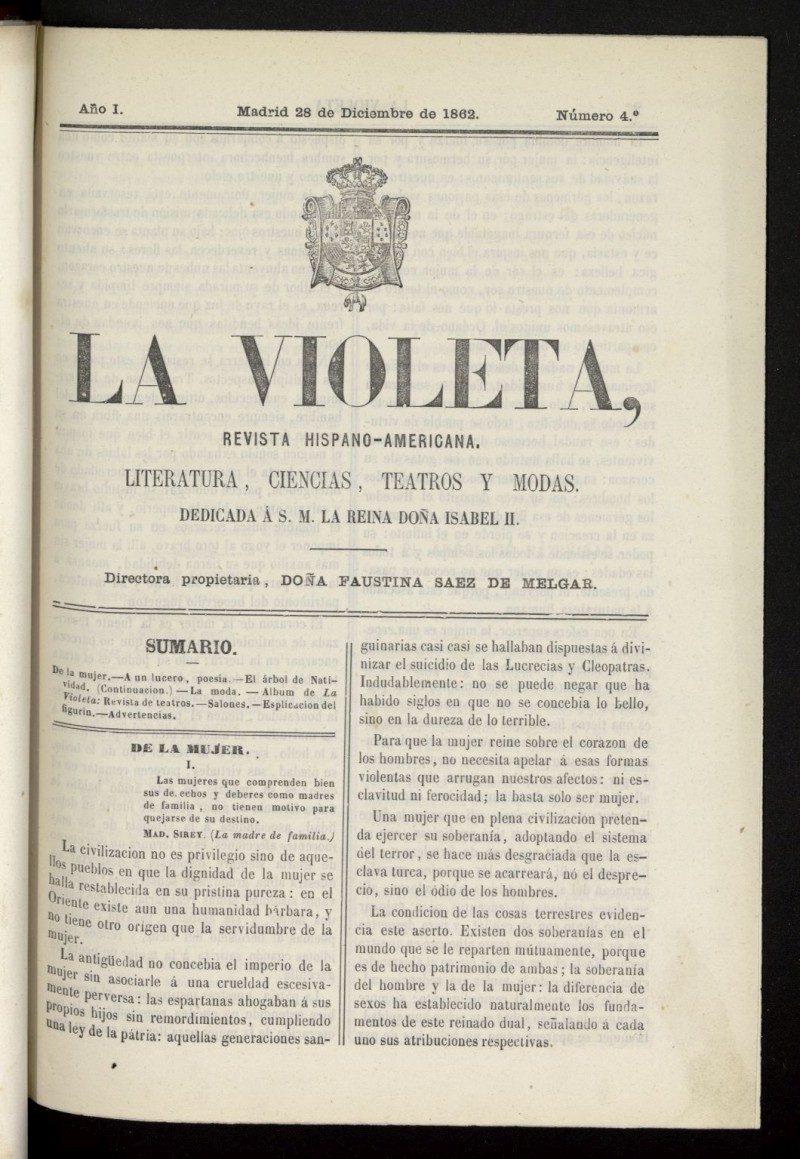 Año I.
Madrid 28 de Diciembre de 1862.
Número 4.º
LA VIOLETA,
REVISTA HISPANO-AMERICANA.
LITERATURA, CIENCIAS, TEATROS Y MODAS.
DEDICADA Á S. M. LA REINA DOÑA ISABEL II.
Directora propietaria, DOÑA FAUSTINA SAEZ DE MELGAR.
SUMARIO.
De la mujer.—A un lucero, poesia.—El árbol de Nati-
vidad. (Continuacion.)—La moda.—Album de La
Violeta: Revista de teatros.—Salones.—Esplicacion del
figurin.—Advertencias.
DE LA MUJER.
I.
Las mujeres que comprenden bien
sus de.echos y deberes como madres
de familia, no tienen motivo para
quejarse de su destino.
MAD. SIREY. (La madre de familia.)
La civilizacion no es privilegio sino de aque-
llos pueblos en que la dignidad de la mujer se
halla restablecida en su pristina pureza: en el
Oriente existe aun una humanidad bárbara, y
no tiene otro origen que la servidumbre de la
mujer.
La antigüedad no concebia el imperio de la
mujer sin asociarle á una crueldad escesiva-
mente perversa: las espartanas ahogaban á sus
propios hijos sin remordimientos, cumpliendo
una ley de la pátria: aquellas generaciones san-
guinarias casi casi se hallaban dispuestas á divi-
nizar el suicidio de las Lucrecias y Cleopatras.
Indudablemente: no se puede negar que ha
habido siglos en que no se concebia lo bello,
sino en la dureza de lo terrible.
Para que la mujer reine sobre el corazon de
los hombres, no necesita apelar á esas formas
violentas que arrugan nuestros afectos: ni es-
clavitud ni ferocidad; la basta solo ser mujer.
Una mujer que en plena civilizacion preten-
da ejercer su soberanía, adoptando el sistema
del terror, se hace más desgraciada que la es-
clava turca, porque se acarreará, no el despre-
cio, sino el ódio de los hombres.
La condicion de las cosas terrestres eviden-
cia este aserto. Existen dos soberanías en el
mundo que se le reparten mútuamente, porque
es de hecho patrimonio de ambas; la soberanía
del hombre y la de la mujer: la diferencia de
sexos ha establecido naturalmente los funda-
mentos de este reinado dual, señalando á cada
uno sus atribuciones respectivas.